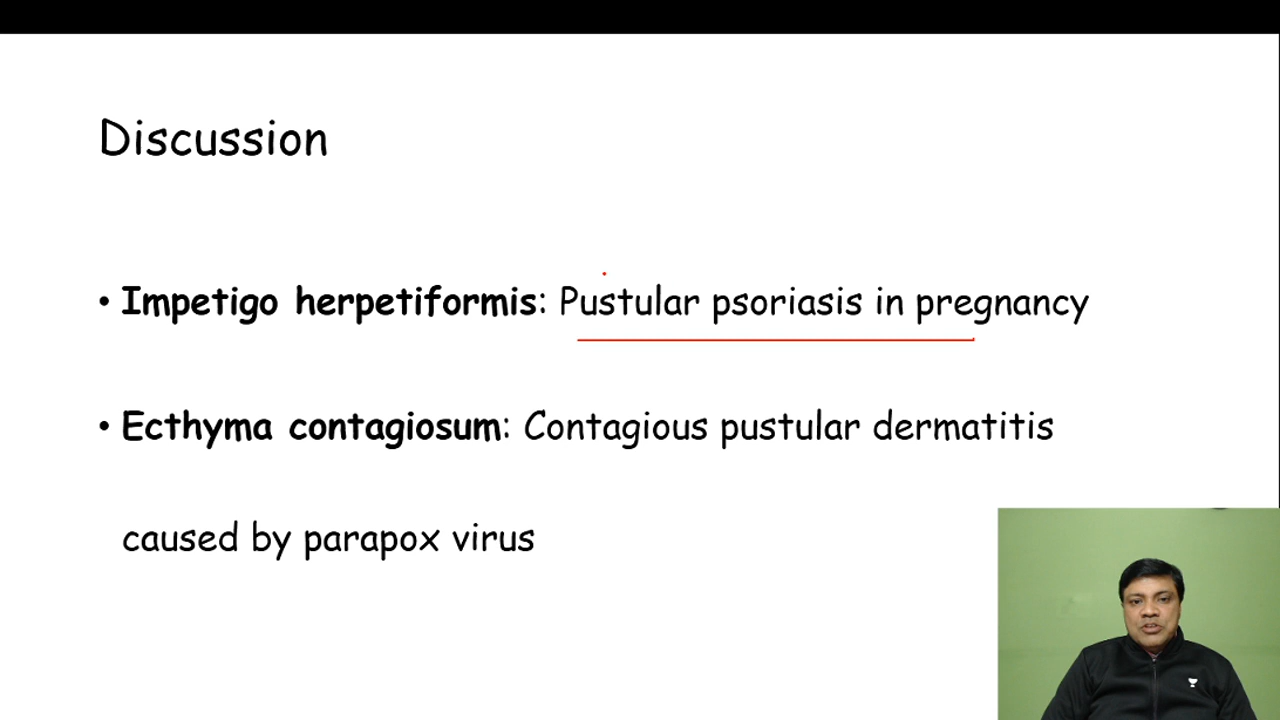 Discussion
• Impetigo herpetiformis: Pustular psoriasis in pregnancy
• Ecthyma contagiosum: Contagious pustular dermatitis
caused by parapox virus